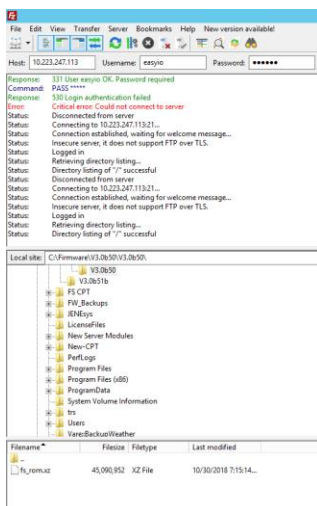 File Edit View Transfer Server Bookmarks Help New version available!
Host: 10.223.247.113 Username: easyio Password: ●●●●●●
Response: 331 User easyio OK. Password required
Command: PASS *****
Response: 530 Login authentication failed
Error: Critical error: Could not connect to server
Status: Disconnected from server
Status: Connecting to 10.223.247.113:21...
Status: Connection established, waiting for welcome message...
Status: Insecure server, it does not support FTP over TLS.
Status: Logged in
Status: Retrieving directory listing...
Status: Directory listing of "/" successful
Status: Disconnected from server
Status: Connecting to 10.223.247.113:21...
Status: Connection established, waiting for welcome message...
Status: Insecure server, it does not support FTP over TLS.
Status: Logged in
Status: Retrieving directory listing...
Status: Directory listing of "/" successful
Local site: C:\Firmware\V3.0b50\V3.0b50\
V3.0b50
V3.0b51b
FS CPT
FW_Backups
JENEsys
LicenseFiles
New Server Modules
New-CPT
PerfLogs
Program Files
Program Files (x86)
ProgramData
System Volume Information
trs
Users
Vares:BackupWeather
Filename Filesize Filetype Last modified
..
fs_rom.xz 45,090,952 XZ File 10/30/2018 7:15:14...